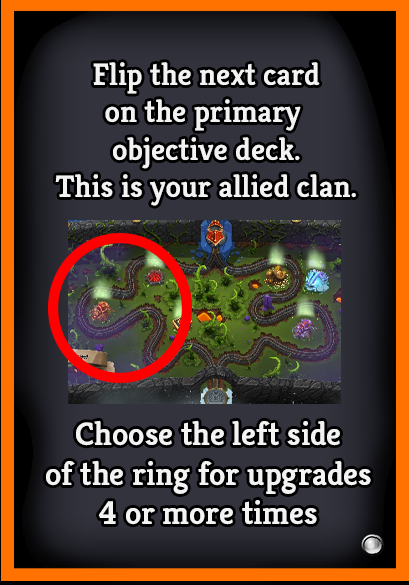 Flip the next card
on the primary
objective deck.
This is your allied clan.
Choose the left side
of the ring for upgrades
4 or more times